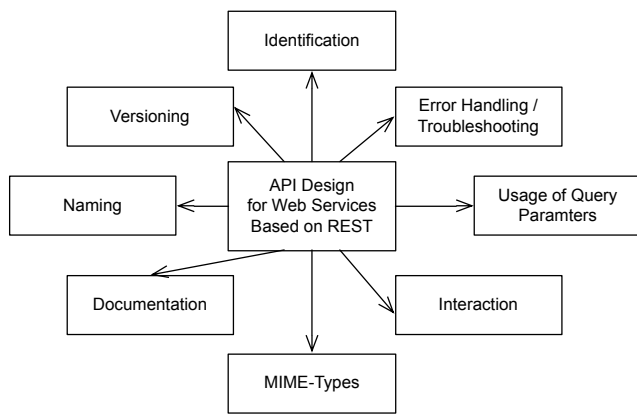 Identification
Versioning
Error Handling /
Troubleshooting
API Design
for Web Services
Based on REST
Naming
Usage of Query
Paramters
Documentation
Interaction
MIME-Types